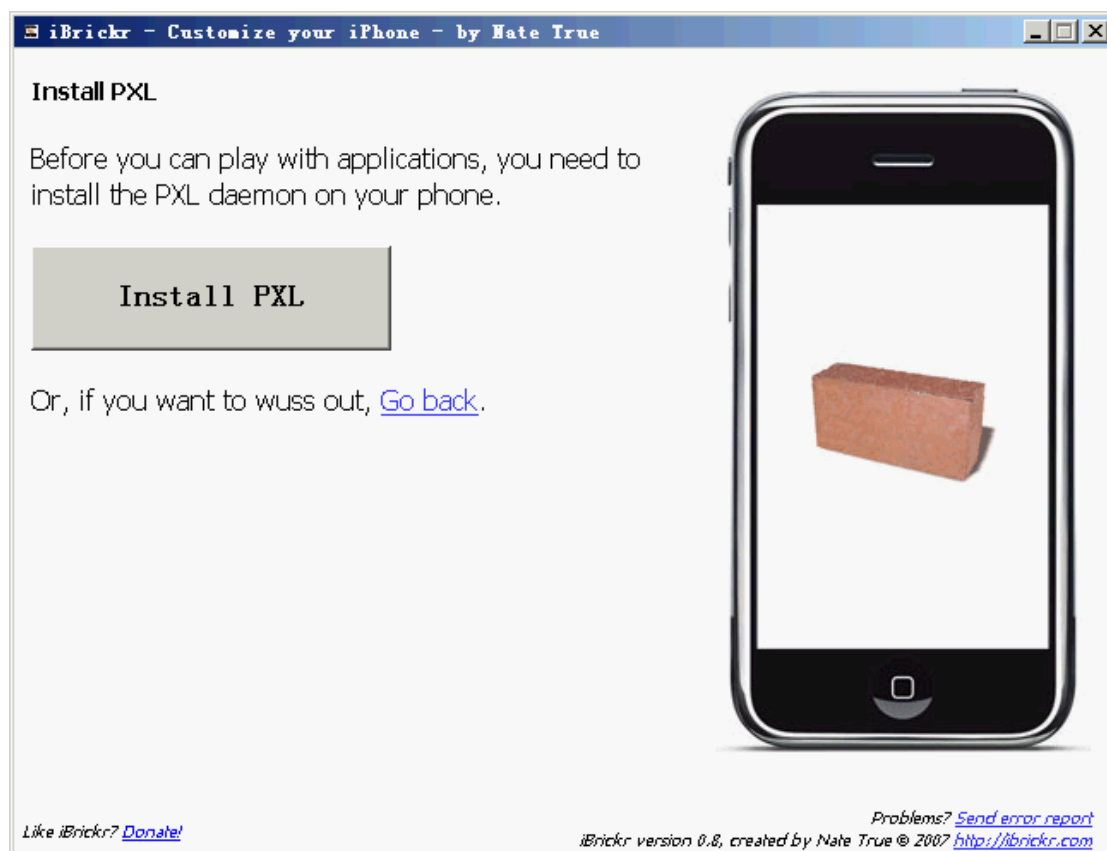 iBrickr - Customize your iPhone - by Nate True
Install PXL
Before you can play with applications, you need to
install the PXL daemon on your phone.
Install PXL
Or, if you want to wuss out, Go back.
Like iBrickr? Donate!
Problems? Send error report
iBrickr version 0.8, created by Nate True © 2007 http://ibrickr.com